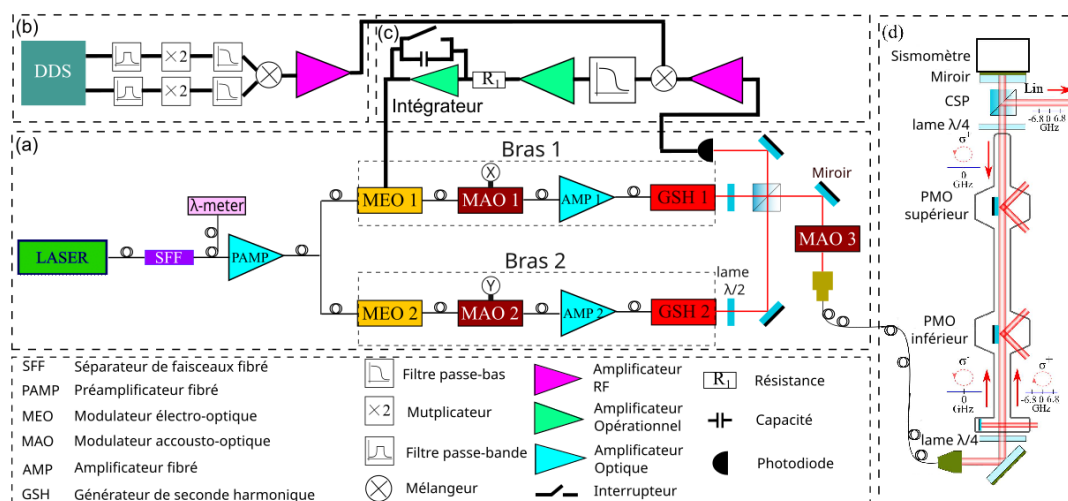 (b)
DDS
×2
×2
(c)
Intégrateur
R₁
(d)
Sismomètre
Miroir
CSP
Lin
-6.8 0 6.8
GHz
lame λ/4
σ
0
GHz
PMO
supérieur
PMO
inférieur
σ-
0
GHz
σ+
-6.8 0 6.8
GHz
lame λ/4
(a)
Bras 1
λ-meter
LASER
SFF
PAMP
MEO 1
X
MAO 1
AMP 1
GSH 1
Miroir
MAO 3
Bras 2
MEO 2
Y
MAO 2
AMP 2
GSH 2
lame
λ/2
SFF Séparateur de faisceaux fibré
PAMP Préamplificateur fibré
MEO Modulateur électro-optique
MAO Modulateur accousto-optique
AMP Amplificateur fibré
GSH Générateur de seconde harmonique
Filtre passe-bas
×2
Mutplicateur
Filtre passe-bande
Mélangeur
Amplificateur
RF
Amplificateur
Opérationnel
Amplificateur
Optique
Interrupteur
R₁ Résistance
Capacité
Photodiode